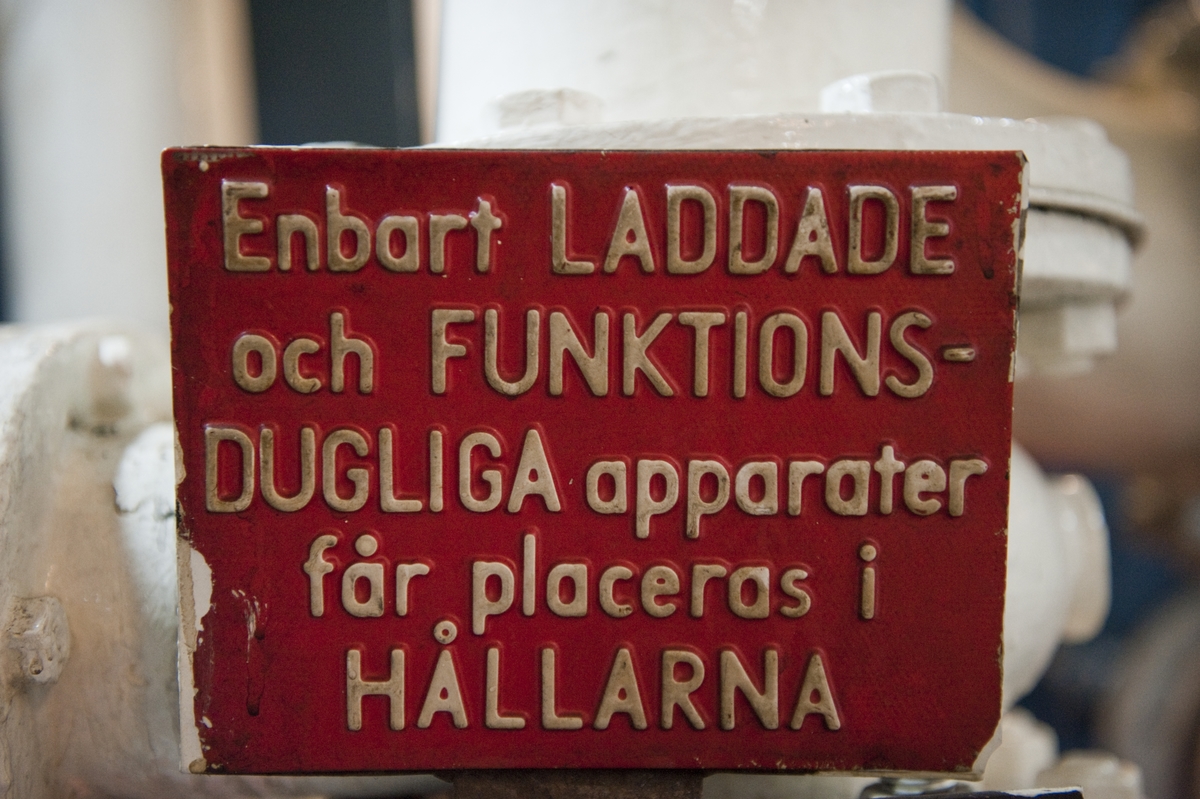 Enbart LADDADE
och FUNKTIONS-
DUGLIGA apparater
får placeras i
HÅLLARNA